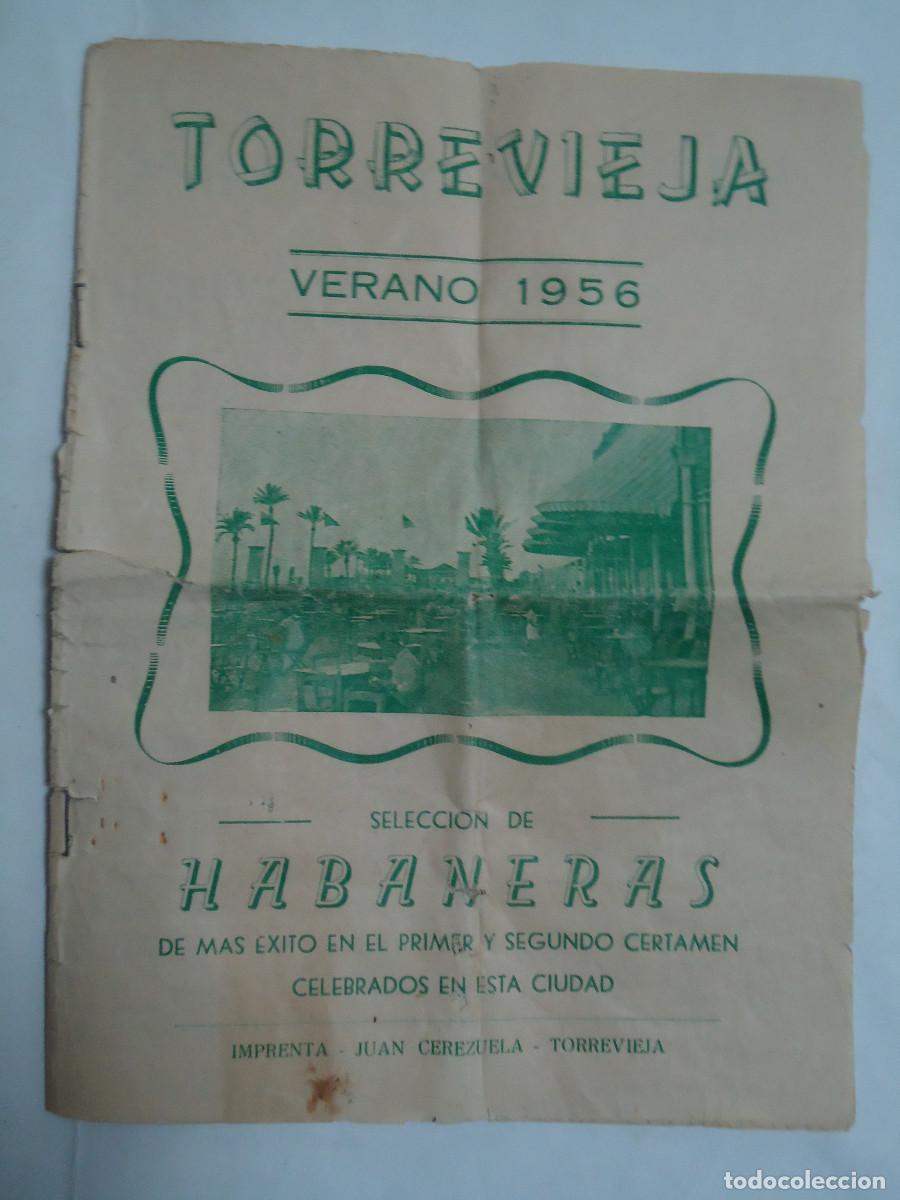 TORREVIEJA
VERANO 1956
SELECCION DE
HABANERAS
DE MAS EXITO EN EL PRIMER Y SEGUNDO CERTAMEN
CELEBRADOS EN ESTA CIUDAD
IMPRENTA - JUAN CEREZUELA - TORREVIEJA
todocoleccion